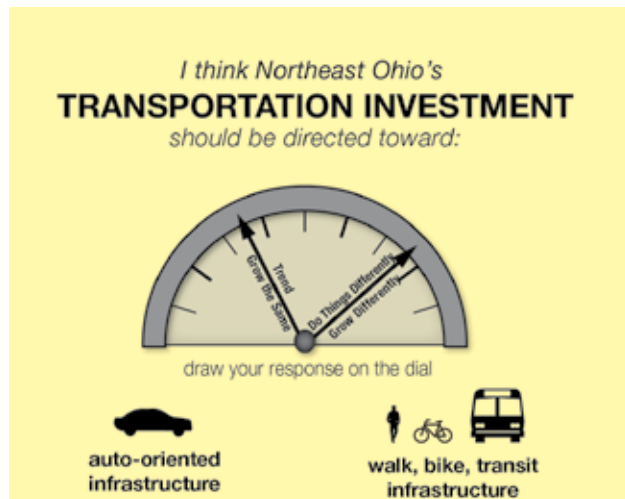 I think Northeast Ohio's
TRANSPORTATION INVESTMENT
should be directed toward:
Trend
Grow the Same
Do Things Differently
Grow Differently
draw your response on the dial
auto-oriented
infrastructure
walk, bike, transit
infrastructure